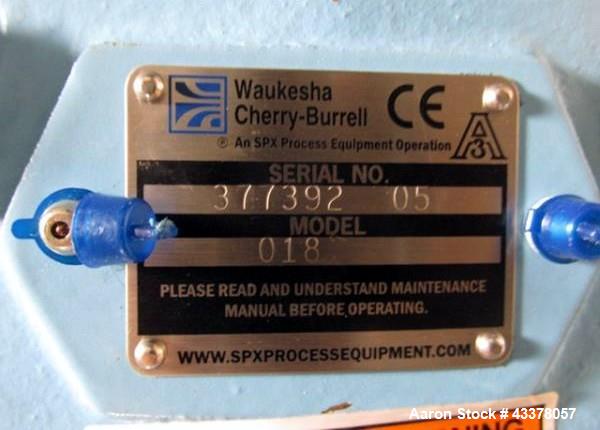 Waukesha
Cherry-Burrell
® An SPX Process Equipment Operation
CE
A
3
SERIAL NO.
377392 05
MODEL
018
PLEASE READ AND UNDERSTAND MAINTENANCE
MANUAL BEFORE OPERATING.
WWW.SPXPROCESSEQUIPMENT.COM
Aaron Stock # 43378057